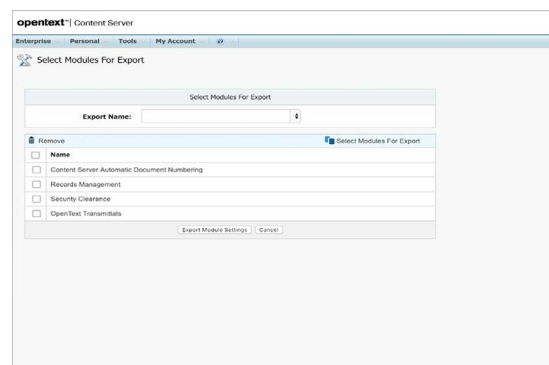 opentext™ | Content Server
Enterprise Personal Tools My Account
Select Modules For Export
Select Modules For Export
Export Name:
Remove Select Modules For Export
Name
Content Server Automatic Document Numbering
Records Management
Security Clearance
OpenText Transmittals
Export Module Settings Cancel